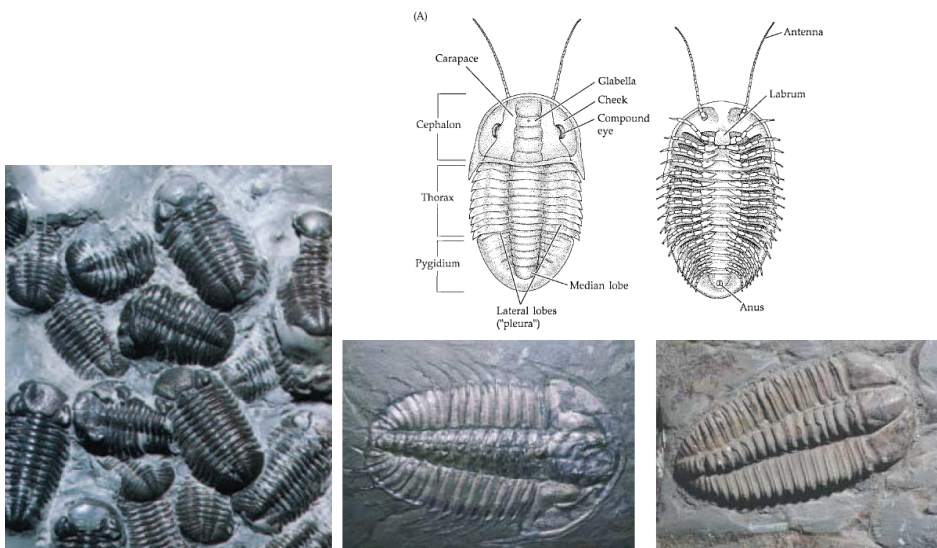 (A)
Carapace
Glabella
Cheek
Compound
eye
Cephalon
Thorax
Pygidium
Median lobe
Lateral lobes
("pleura")
Antenna
Labrum
Anus